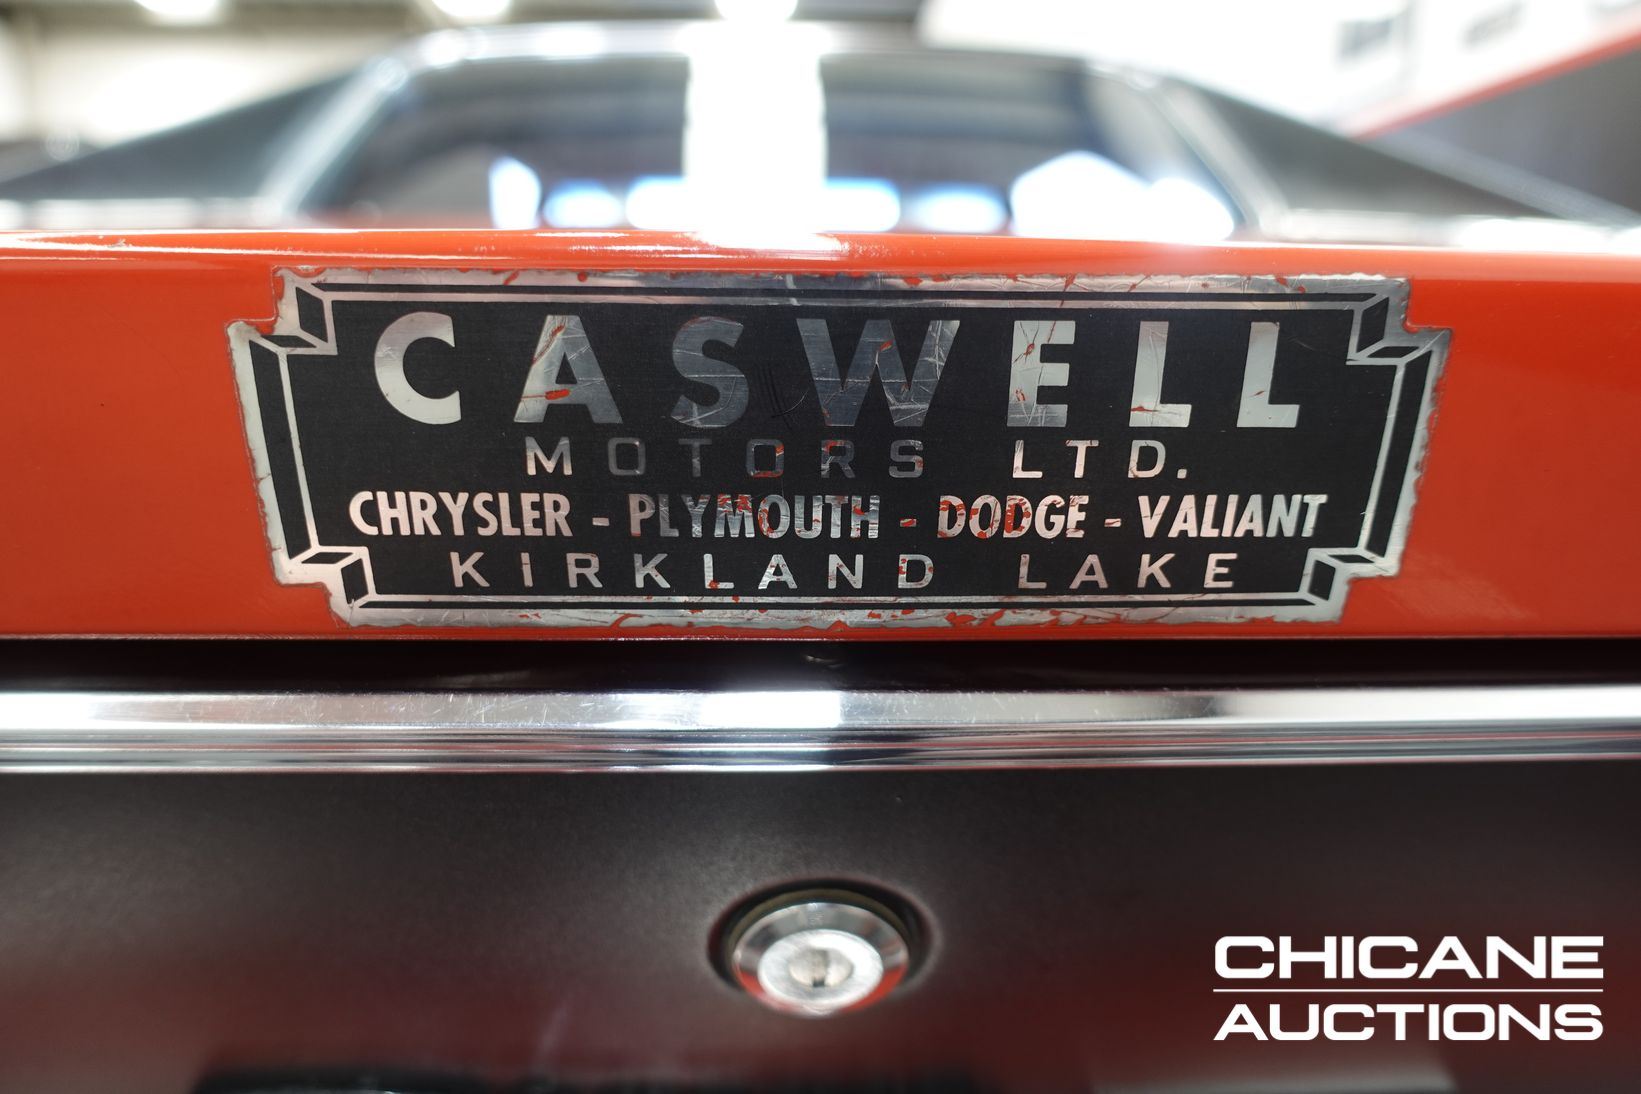 CASWELL
MOTORS LTD.
CHRYSLER - PLYMOUTH - DODGE - VALIANT
KIRKLAND LAKE
CHICANE
AUCTIONS